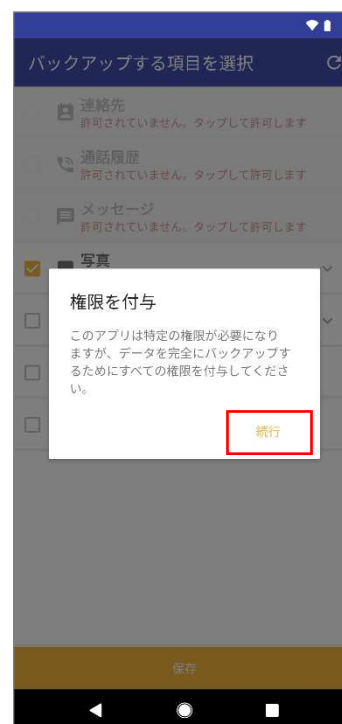 バックアップする項目を選択
連絡先
許可されていません。タップして許可します
通話履歴
許可されていません。タップして許可します
メッセージ
許可されていません。タップして許可します
写真
権限を付与
このアプリは特定の権限が必要になり
ますが、データを完全にバックアップす
るためにすべての権限を付与してくださ
い。
続行
保存